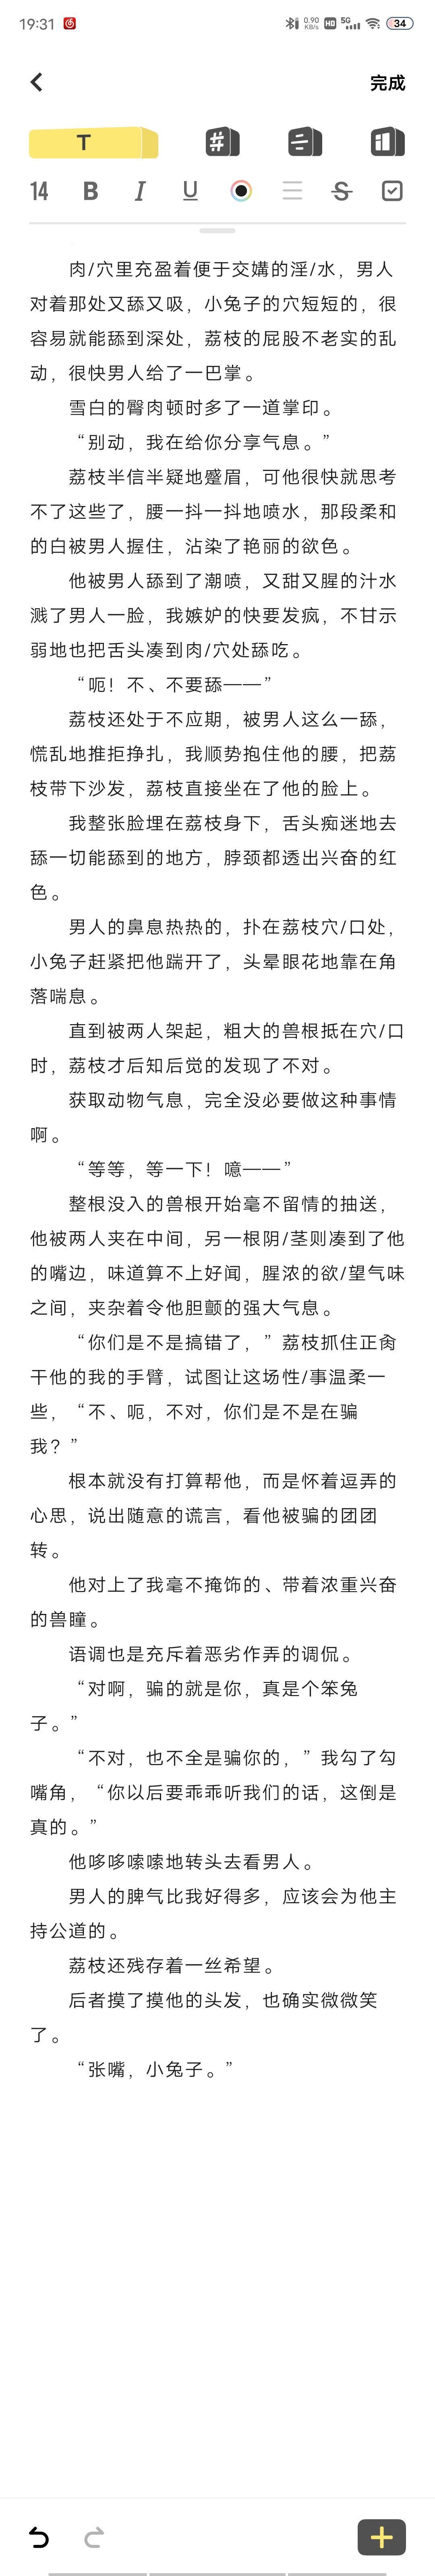 19:31
0.90 KB/s
HD
5G
34
完成
T
#
14 B I U S
肉/穴里充盈着便于交媾的淫/水，男人
对着那处又舔又吸，小兔子的穴短短的，很
容易就能舔到深处，荔枝的屁股不老实的乱
动，很快男人给了一巴掌。
雪白的臀肉顿时多了一道掌印。
“别动，我在给你分享气息。”
荔枝半信半疑地蹙眉，可他很快就思考
不了这些了，腰一抖一抖地喷水，那段柔和
的白被男人握住，沾染了艳丽的欲色。
他被男人舔到了潮喷，又甜又腥的汁水
溅了男人一脸，我嫉妒的快要发疯，不甘示
弱地也把舌头凑到肉/穴处舔吃。
“呃！不、不要舔——”
荔枝还处于不应期，被男人这么一舔，
慌乱地推拒挣扎，我顺势抱住他的腰，把荔
枝带下沙发，荔枝直接坐在了他的脸上。
我整张脸埋在荔枝身下，舌头痴迷地去
舔一切能舔到的地方，脖颈都透出兴奋的红
色。
男人的鼻息热热的，扑在荔枝穴/口处，
小兔子赶紧把他踹开了，头晕眼花地靠在角
落喘息。
直到被两人架起，粗大的兽根抵在穴/口
时，荔枝才后知后觉的发现了不对。
获取动物气息，完全没必要做这种事情
啊。
“等等，等一下！噫——”
整根没入的兽根开始毫不留情的抽送，
他被两人夹在中间，另一根阴/茎则凑到了他
的嘴边，味道算不上好闻，腥浓的欲/望气味
之间，夹杂着令他胆颤的强大气息。
“你们是不是搞错了，”荔枝抓住正肏
干他的我的手臂，试图让这场性/事温柔一
些，“不、呃，不对，你们是不是在骗
我？”
根本就没有打算帮他，而是怀着逗弄的
心思，说出随意的谎言，看他被骗的团团
转。
他对上了我毫不掩饰的、带着浓重兴奋
的兽瞳。
语调也是充斥着恶劣作弄的调侃。
“对啊，骗的就是你，真是个笨兔
子。”
“不对，也不全是骗你的，”我勾了勾
嘴角，“你以后要乖乖听我们的话，这倒是
真的。”
他哆哆嗦嗦地转头去看男人。
男人的脾气比我好得多，应该会为他主
持公道的。
荔枝还残存着一丝希望。
后者摸了摸他的头发，也确实微微笑
了。
“张嘴，小兔子。”